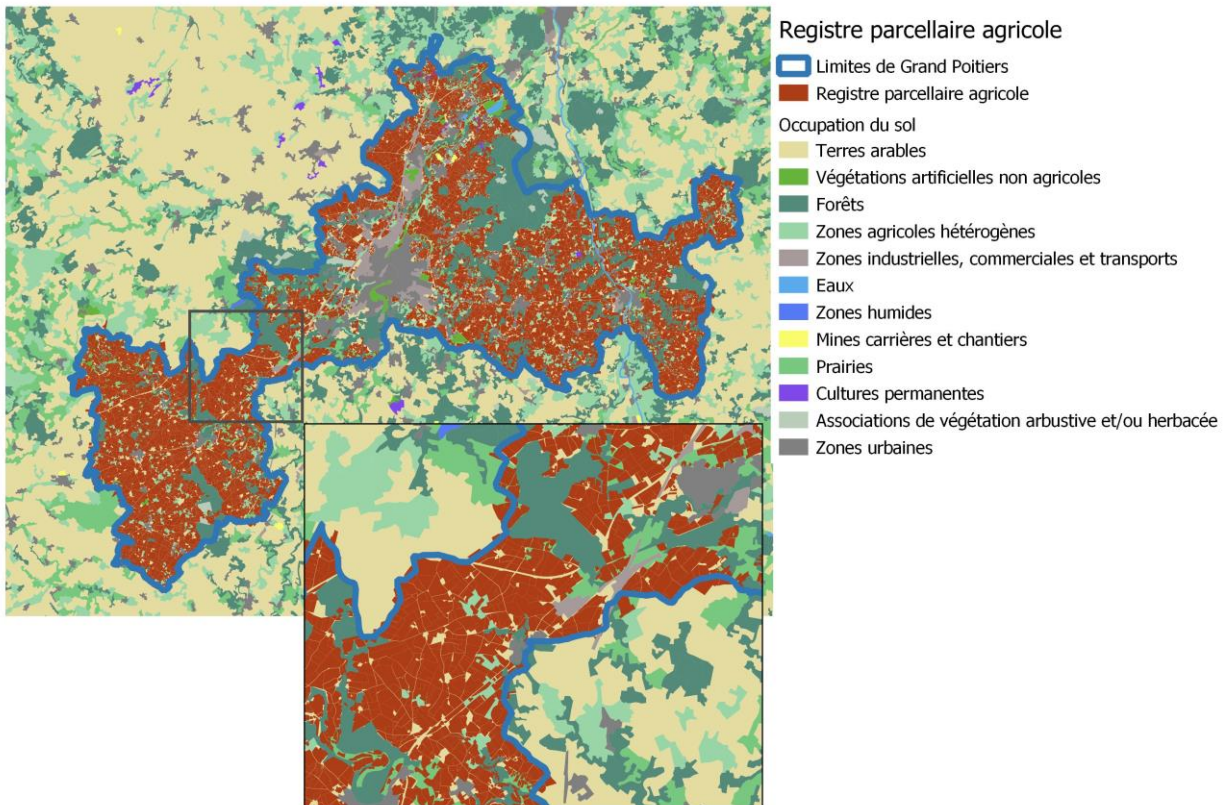 Registre parcellaire agricole
Limites de Grand Poitiers
Registre parcellaire agricole
Occupation du sol
Terres arables
Végétations artificielles non agricoles
Forêts
Zones agricoles hétérogènes
Zones industrielles, commerciales et transports
Eaux
Zones humides
Mines carrières et chantiers
Prairies
Cultures permanentes
Associations de végétation arbustive et/ou herbacée
Zones urbaines